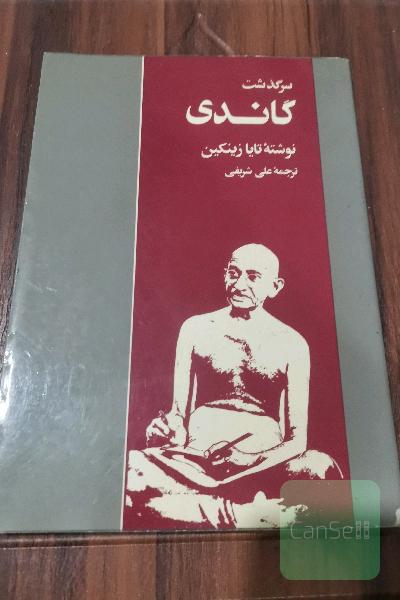 سرگذشت
گاندی
نوشتهٔ تایا زینکین
ترجمهٔ علی شریفی
CanSell